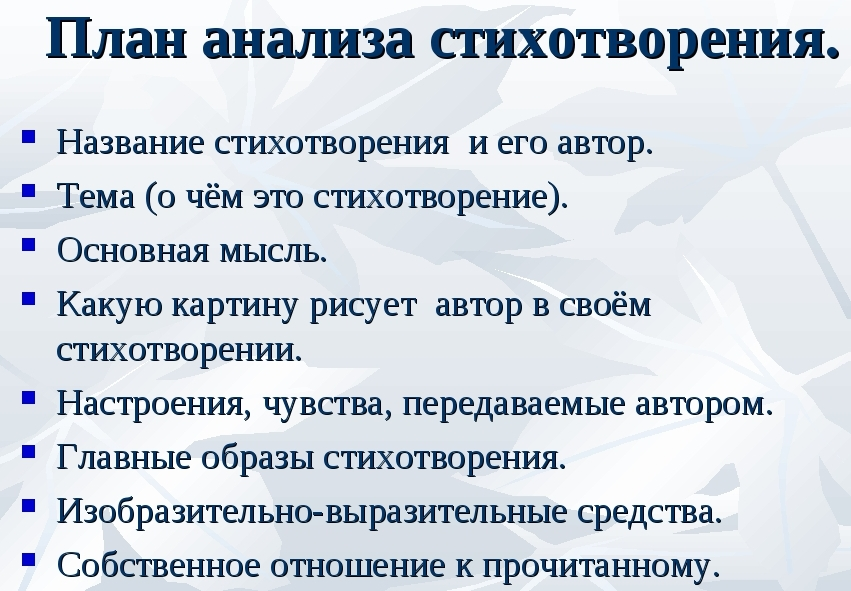 План анализа стихотворения.
Название стихотворения и его автор.
Тема (о чём это стихотворение).
Основная мысль.
Какую картину рисует автор в своём
стихотворении.
Настроения, чувства, передаваемые автором.
Главные образы стихотворения.
Изобразительно-выразительные средства.
Собственное отношение к прочитанному.